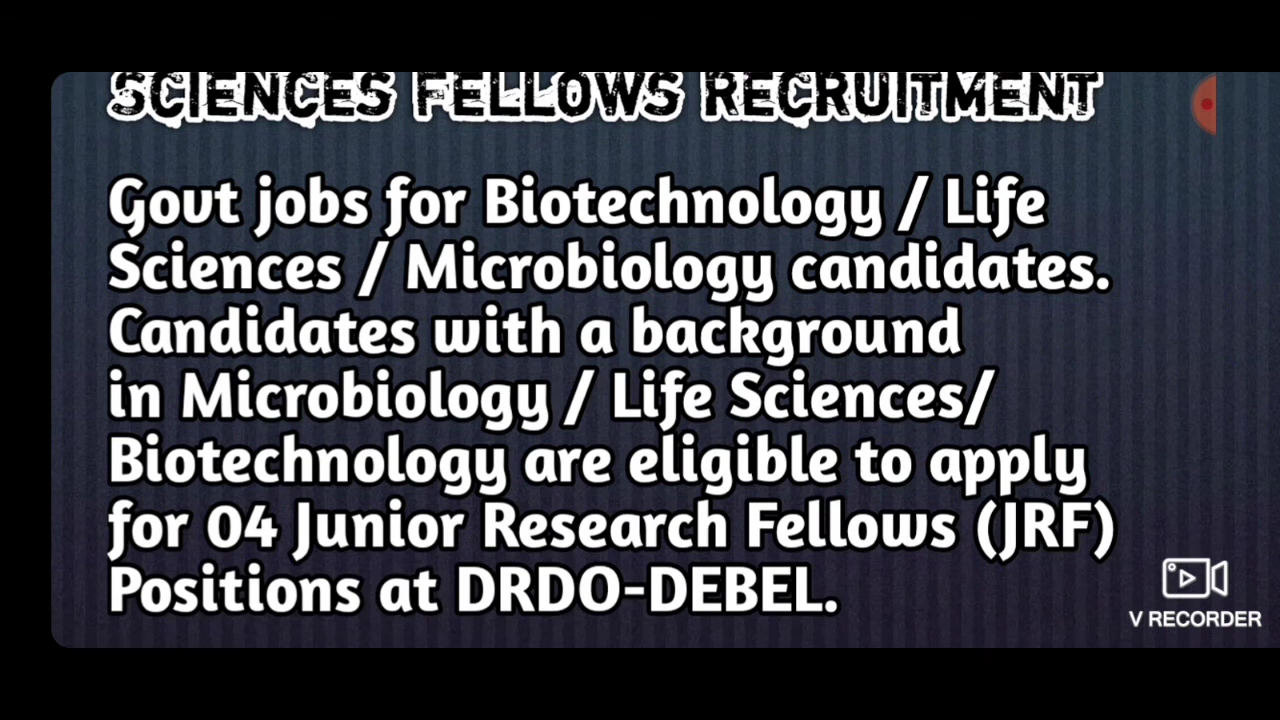 SCIENCES FELLOWS RECRUITMENT
Govt jobs for Biotechnology / Life
Sciences / Microbiology candidates.
Candidates with a background
in Microbiology / Life Sciences/
Biotechnology are eligible to apply
for 04 Junior Research Fellows (JRF)
Positions at DRDO-DEBEL.
V RECORDER